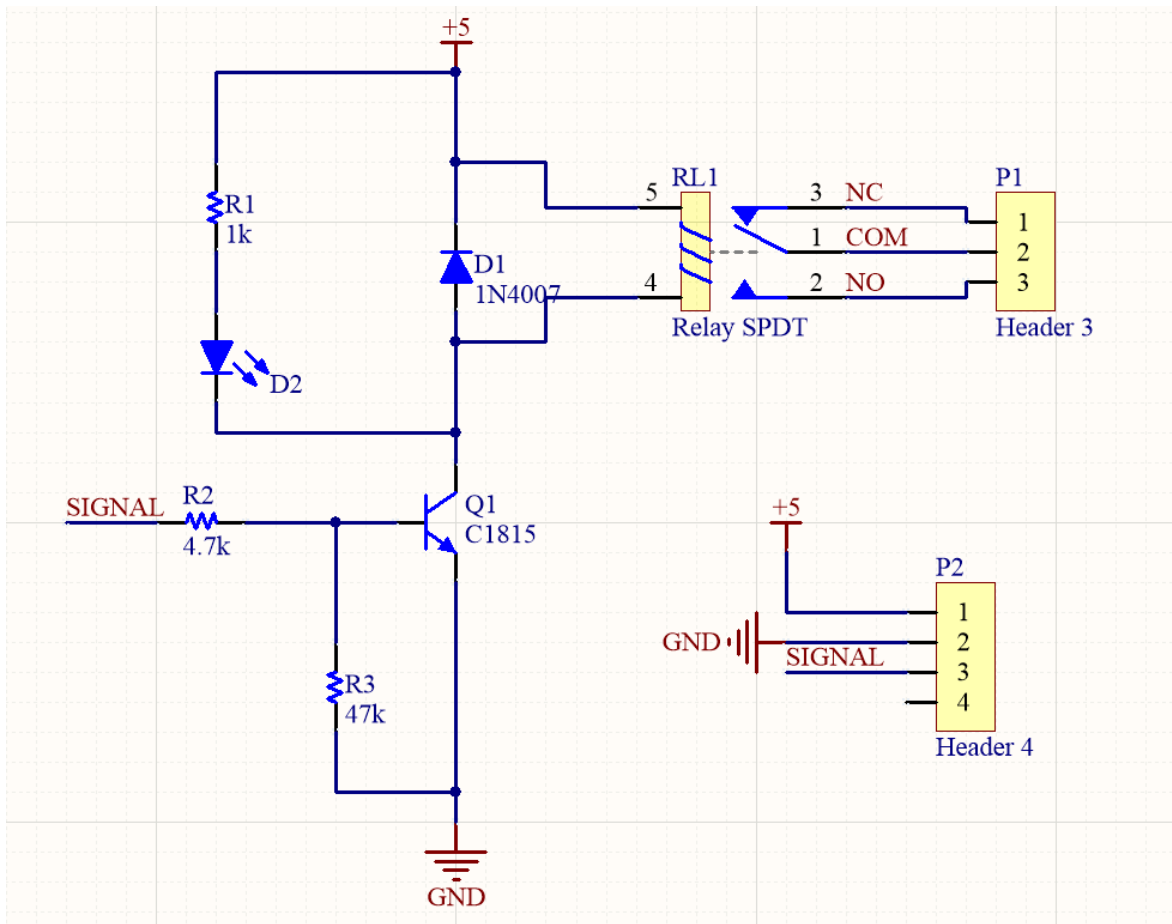 +5
R1
1k
D1
1N4007
D2
5
4
RL1
Relay SPDT
3 NC
1 COM
2 NO
P1
1
2
3
Header 3
SIGNAL
R2
4.7k
Q1
C1815
R3
47k
GND
+5
GND
SIGNAL
P2
1
2
3
4
Header 4